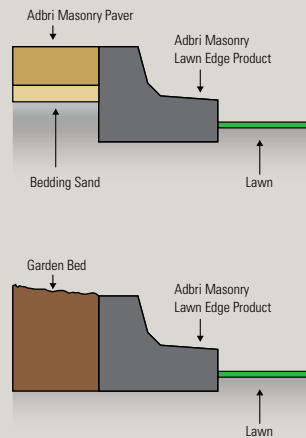 Adbri Masonry Paver
Adbri Masonry
Lawn Edge Product
Bedding Sand
Lawn
Garden Bed
Adbri Masonry
Lawn Edge Product
Lawn